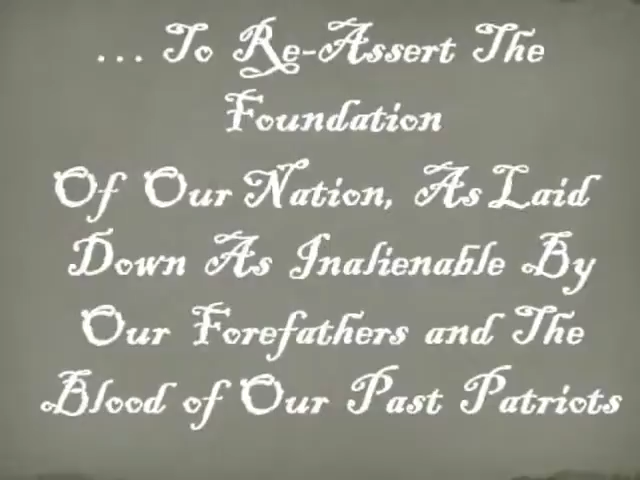 ... To Re-Assert The
Foundation
Of Our Nation, As Laid
Down As Inalienable By
Our Forefathers and The
Blood of Our Past Patriots